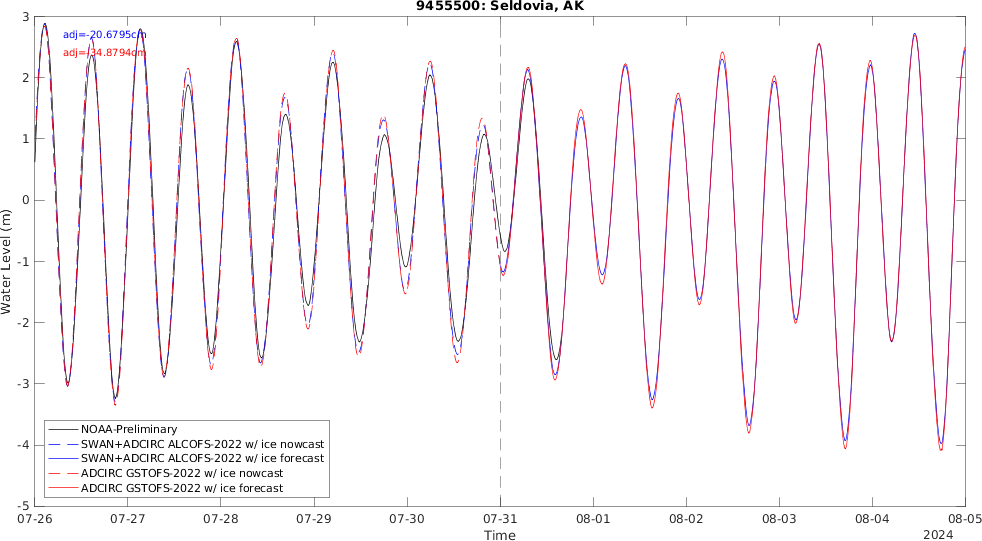 9455500: Seldovia, AK
adj=-20.6795cm
adj=-34.8794cm
3
2
1
0
-1
-2
-3
-4
-5
Water Level (m)
NOAA-Preliminary
SWAN+ADCIRC ALCOFS-2022 w/ ice nowcast
SWAN+ADCIRC ALCOFS-2022 w/ ice forecast
ADCIRC GSTOFS-2022 w/ ice nowcast
ADCIRC GSTOFS-2022 w/ ice forecast
07-26 07-27 07-28 07-29 07-30 07-31 08-01 08-02 08-03 08-04 08-05
Time
2024